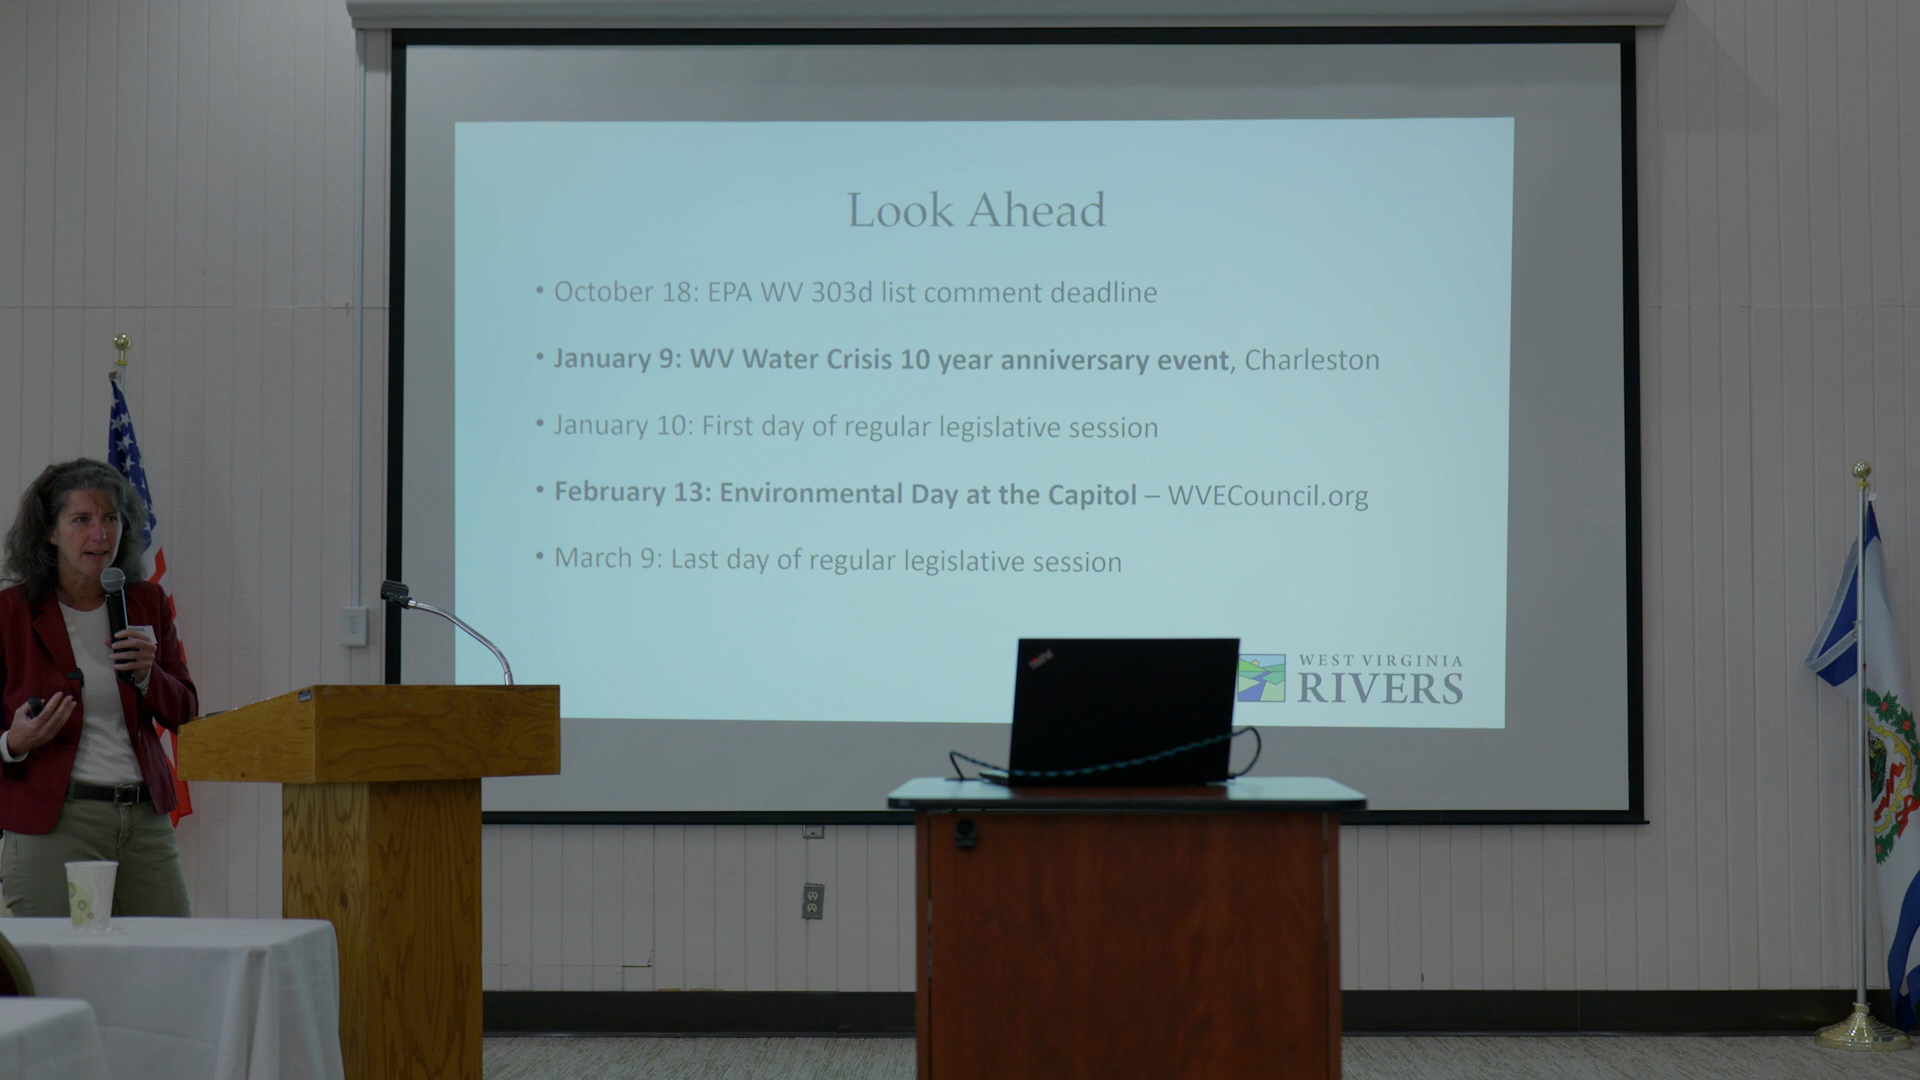 Look Ahead
• October 18: EPA WV 303d list comment deadline
• January 9: WV Water Crisis 10 year anniversary event, Charleston
• January 10: First day of regular legislative session
• February 13: Environmental Day at the Capitol – WVECouncil.org
• March 9: Last day of regular legislative session
WEST VIRGINIA
RIVERS
ThinkPad